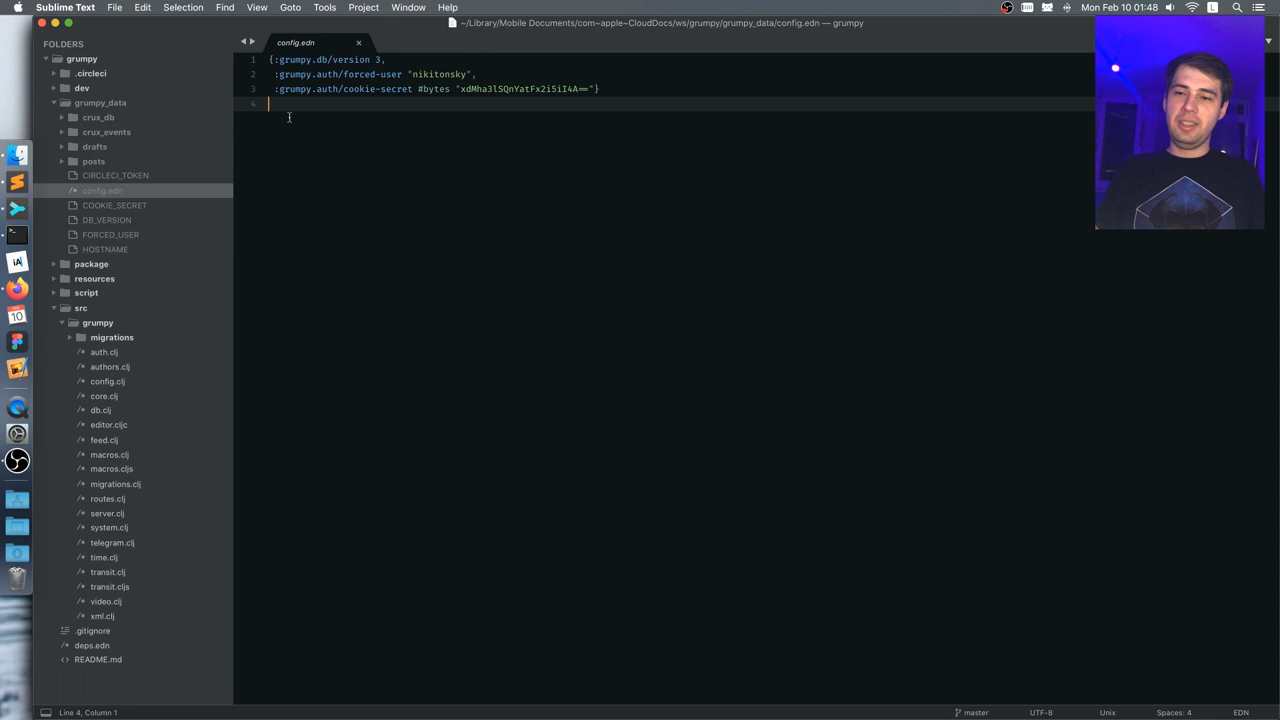 Sublime Text File Edit Selection Find View Goto Tools Project Window Help
L Mon Feb 10 01:48
~/Library/Mobile Documents/com~apple~CloudDocs/ws/grumpy/grumpy_data/config.edn — grumpy
FOLDERS
grumpy
.circleci
dev
grumpy_data
crux_db
crux_events
drafts
posts
CIRCLECI_TOKEN
/* config.edn
COOKIE_SECRET
DB_VERSION
FORCED_USER
HOSTNAME
package
resources
script
src
grumpy
migrations
/* auth.clj
/* authors.clj
/* config.clj
/* core.clj
/* db.clj
/* editor.cljc
/* feed.clj
/* macros.clj
/* macros.cljs
/* migrations.clj
/* routes.clj
/* server.clj
/* system.clj
/* telegram.clj
/* time.clj
/* transit.clj
/* transit.cljs
/* video.clj
/* xml.clj
.gitignore
/* deps.edn
<> README.md
config.edn ×
1 {:grumpy.db/version 3,
2 :grumpy.auth/forced-user "nikitonsky",
3 :grumpy.auth/cookie-secret #bytes "xdMha3lSQnYatFx2i5iI4A=="}
4
iA
10
Line 4, Column 1
master UTF-8 Unix Spaces: 4 EDN